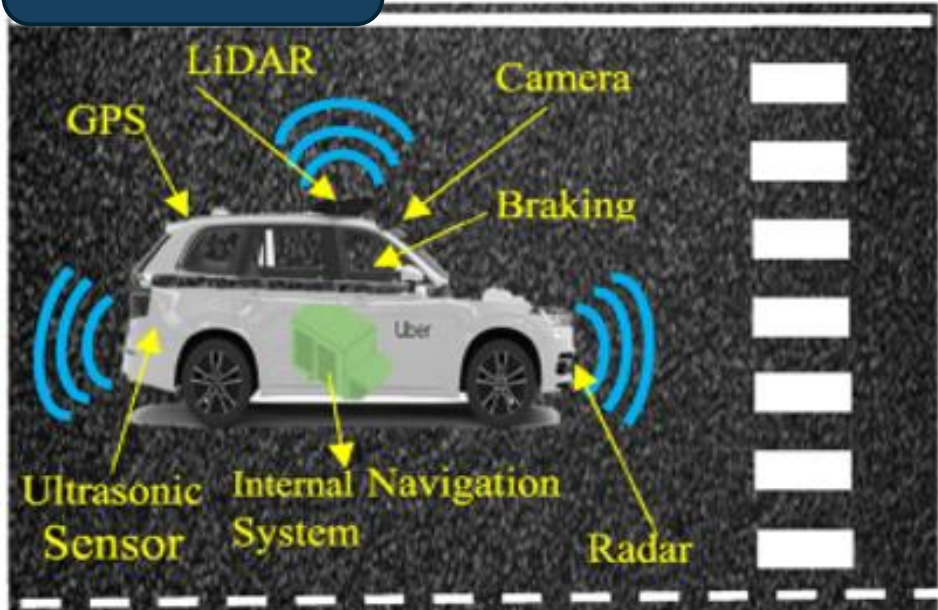 LiDAR
Camera
GPS
Braking
Uber
Ultrasonic
Sensor
Internal Navigation
System
Radar